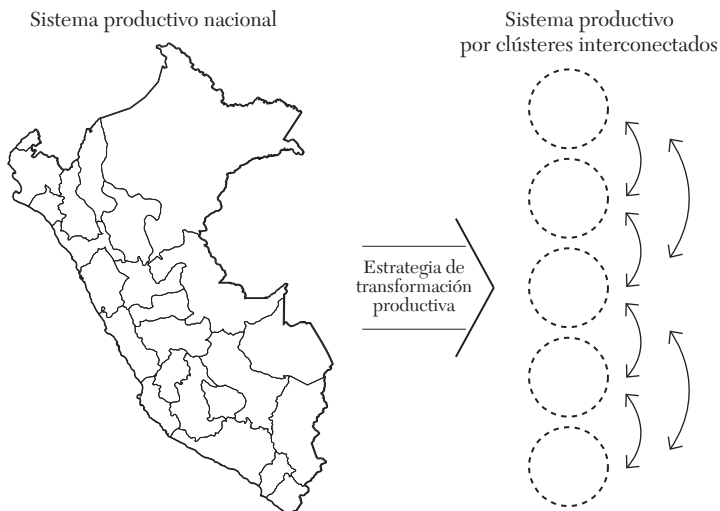 Sistema productivo nacional
Sistema productivo
por clústeres interconectados
Estrategia de
transformación
productiva